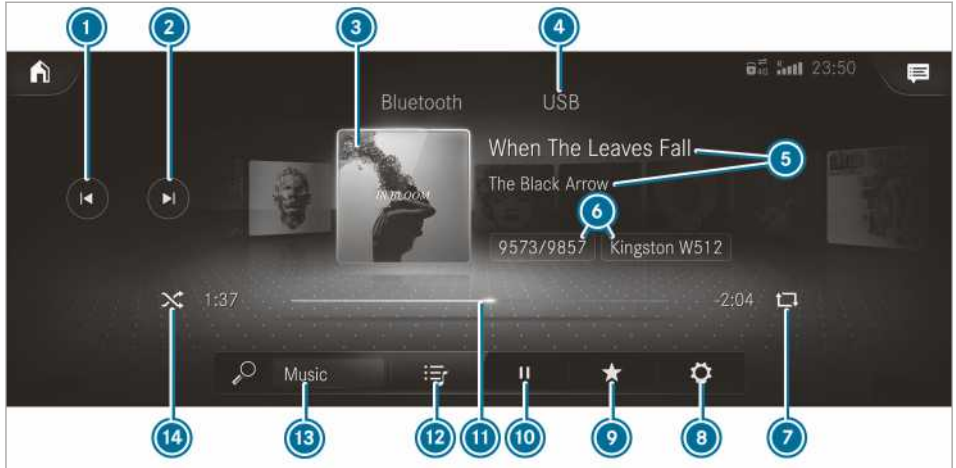 1 2 3 4
4G 23:50
Bluetooth USB
When The Leaves Fall
5
The Black Arrow
IN BLOOM
6
9573/9857 Kingston W512
1:37 -2:04
Music
14 13 12 11 10 9 8 7